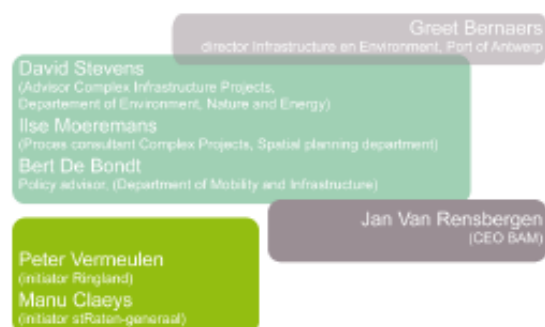 Greet Bernaers
director Infrastructure en Environment, Port of Antwerp
David Stevens
(Advisor Complex Infrastructure Projects,
Departement of Environment, Nature and Energy)
Ilse Moeremans
(Proces consultant Complex Projects, Spatial planning department)
Bert De Bondt
Policy advisor, (Department of Mobility and Infrastructure)
Jan Van Rensbergen
(CEO BAM)
Peter Vermeulen
(initiator Ringland)
Manu Claeys
(initiator stRaten-generaal)